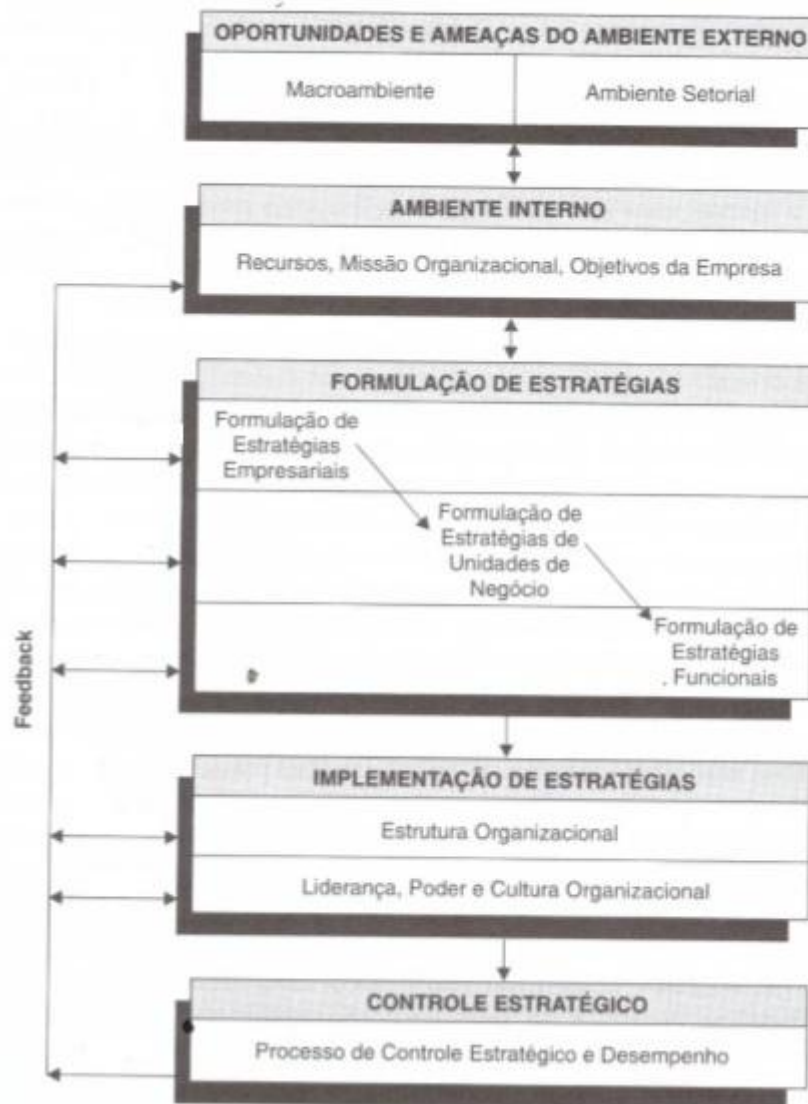 OPORTUNIDADES E AMEAÇAS DO AMBIENTE EXTERNO
Macroambiente
Ambiente Setorial
AMBIENTE INTERNO
Recursos, Missão Organizacional, Objetivos da Empresa
FORMULAÇÃO DE ESTRATÉGIAS
Formulação de
Estratégias
Empresariais
Formulação de
Estratégias de
Unidades de
Negócio
Formulação de
Estratégias
Funcionais
Feedback
IMPLEMENTAÇÃO DE ESTRATÉGIAS
Estrutura Organizacional
Liderança, Poder e Cultura Organizacional
CONTROLE ESTRATÉGICO
Processo de Controle Estratégico e Desempenho